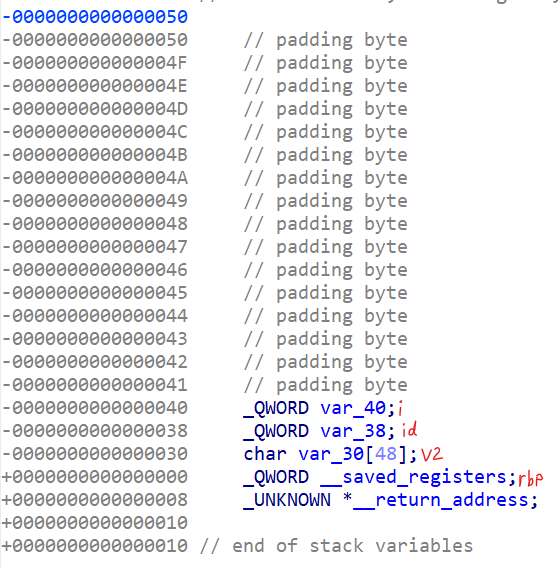 -0000000000000050
-0000000000000050 // padding byte
-000000000000004F // padding byte
-000000000000004E // padding byte
-000000000000004D // padding byte
-000000000000004C // padding byte
-000000000000004B // padding byte
-000000000000004A // padding byte
-0000000000000049 // padding byte
-0000000000000048 // padding byte
-0000000000000047 // padding byte
-0000000000000046 // padding byte
-0000000000000045 // padding byte
-0000000000000044 // padding byte
-0000000000000043 // padding byte
-0000000000000042 // padding byte
-0000000000000041 // padding byte
-0000000000000040 _QWORD var_40; i
-0000000000000038 _QWORD var_38; id
-0000000000000030 char var_30[48]; v2
+0000000000000000 _QWORD __saved_registers; rbp
+0000000000000008 _UNKNOWN *__return_address;
+0000000000000010
+0000000000000010 // end of stack variables